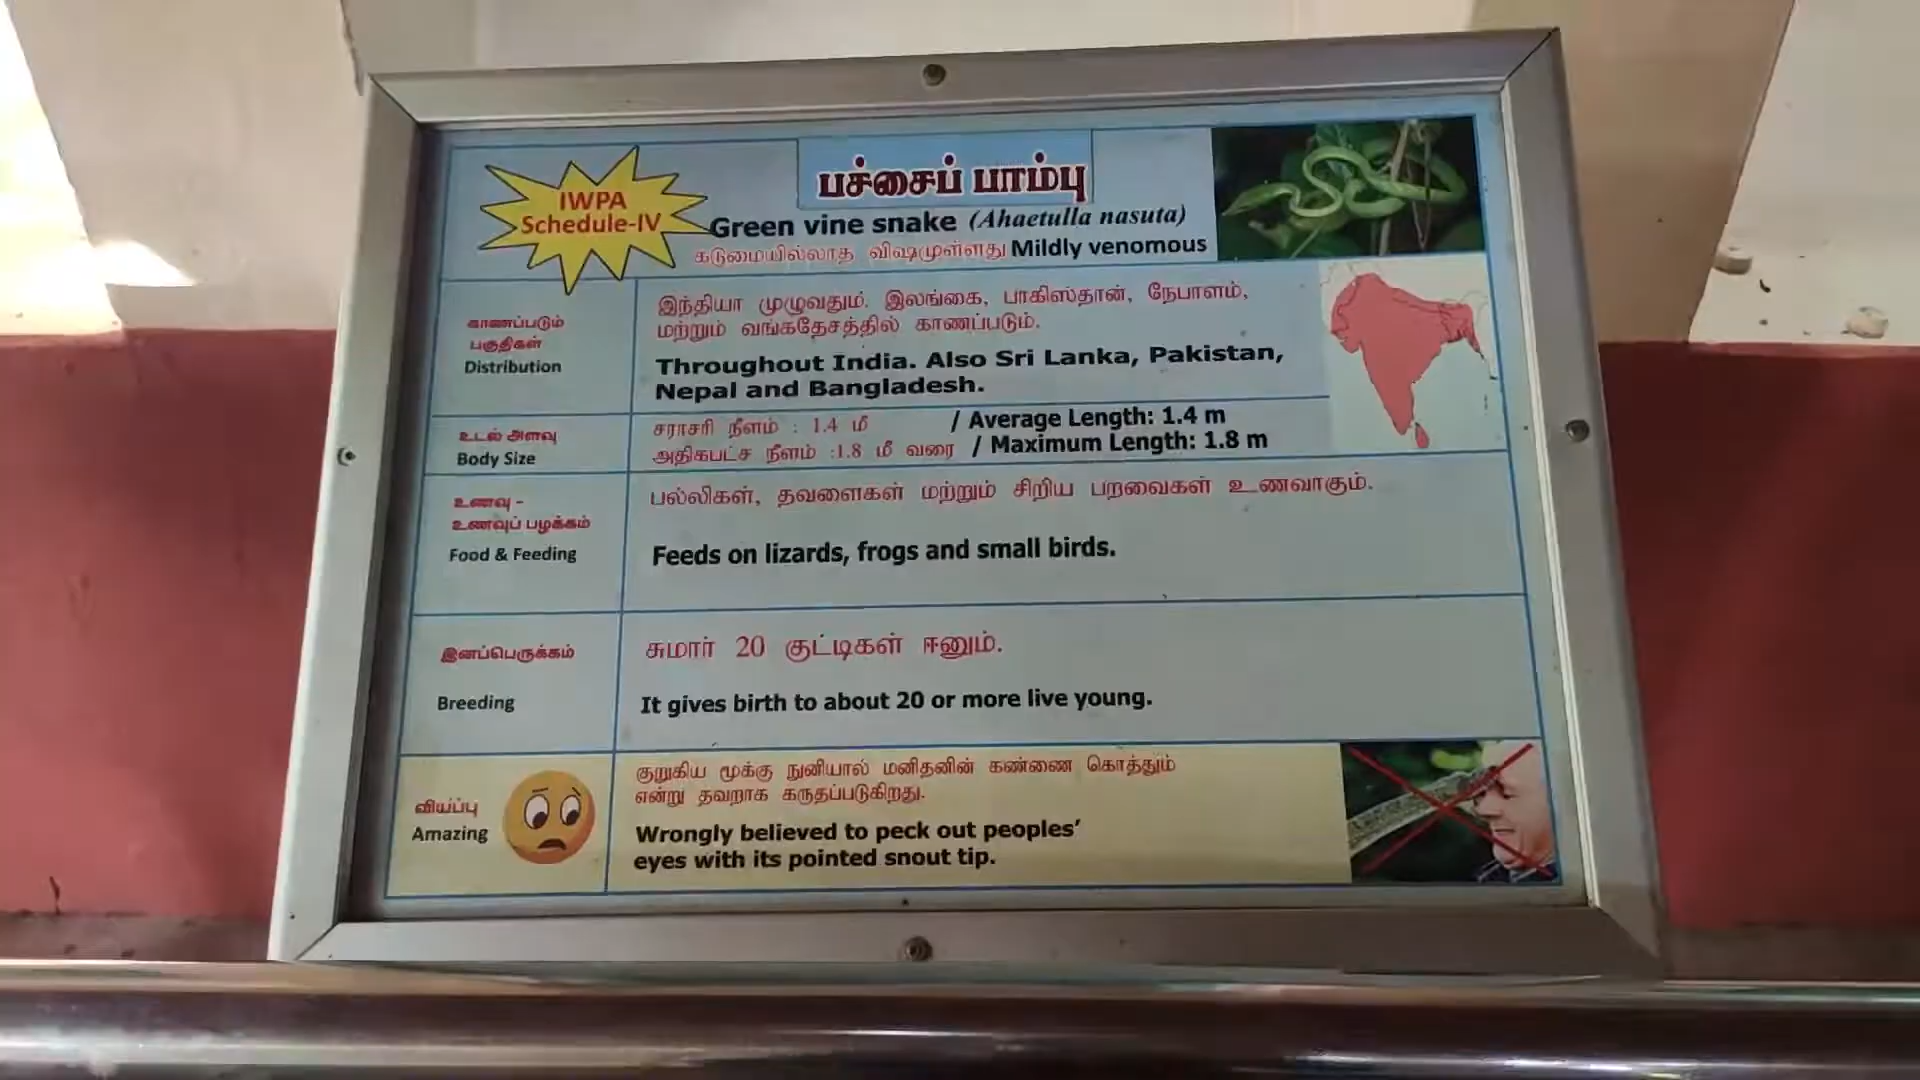 IWPA
Schedule-IV
பச்சைப் பாம்பு
Green vine snake (Ahaetulla nasuta)
கடுமையில்லாத விஷமுள்ளது Mildly venomous
காணப்படும்
பகுதிகள்
Distribution
இந்தியா முழுவதும். இலங்கை, பாகிஸ்தான், நேபாளம்,
மற்றும் வங்கதேசத்தில் காணப்படும்.
Throughout India. Also Sri Lanka, Pakistan,
Nepal and Bangladesh.
உடல் அளவு
Body Size
சராசரி நீளம் : 1.4 மீ / Average Length: 1.4 m
அதிகபட்ச நீளம் :1.8 மீ வரை / Maximum Length: 1.8 m
உணவு -
உணவுப் பழக்கம்
Food & Feeding
பல்லிகள், தவளைகள் மற்றும் சிறிய பறவைகள் உணவாகும்.
Feeds on lizards, frogs and small birds.
இனப்பெருக்கம்
Breeding
சுமார் 20 குட்டிகள் ஈனும்.
It gives birth to about 20 or more live young.
வியப்பு
Amazing
குறுகிய மூக்கு நுனியால் மனிதனின் கண்ணை கொத்தும்
என்று தவறாக கருதப்படுகிறது.
Wrongly believed to peck out peoples’
eyes with its pointed snout tip.